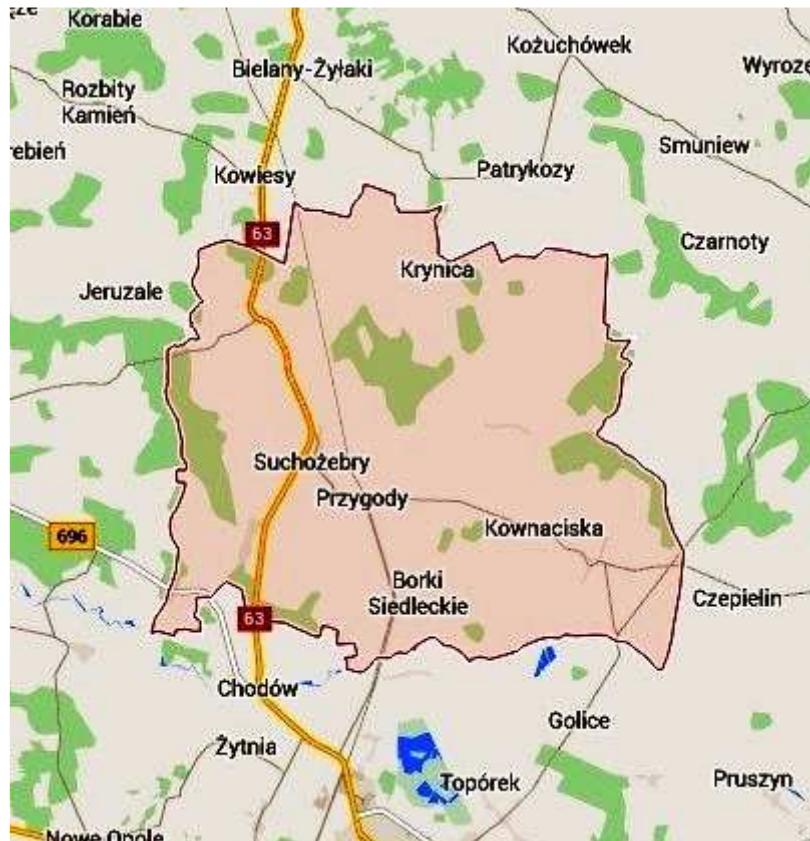 Korabie
Kożuchówek
Bielany-Żyłaki
Rozbity
Kamień
Smuniew
Patrykozy
Kowiesy
63
Czarnoty
Krynica
Jeruzale
Suchożebry
Przygody
Kownaciska
696
Borki
Siedleckie
Czepielin
63
Chodów
Golice
Żytnia
Topórek
Pruszyn